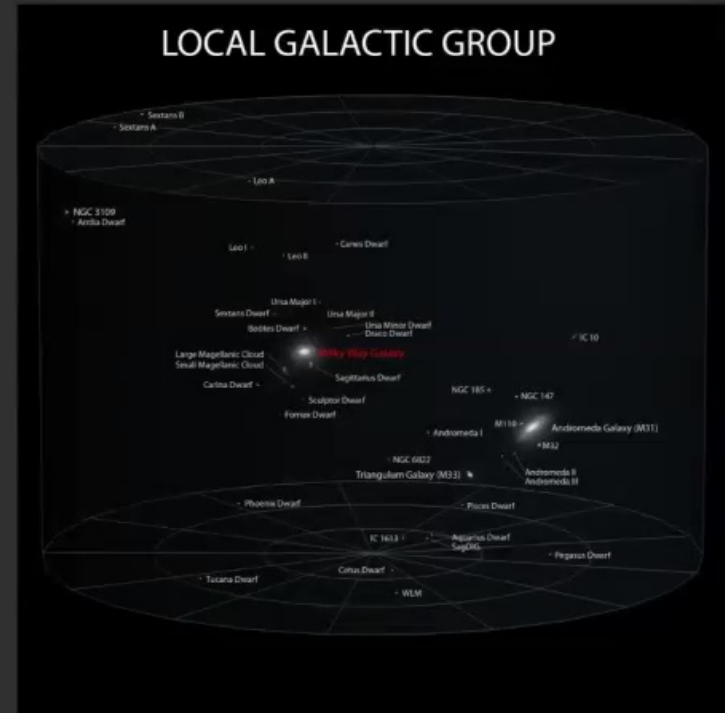 LOCAL GALACTIC GROUP
Sextans B
Sextans A
Leo A
NGC 3109
Antlia Dwarf
Canes Dwarf
Leo I
Leo II
Ursa Major I
Sextans Dwarf
Ursa Major II
Ursa Minor Dwarf
Boötes Dwarf
Draco Dwarf
IC 10
Milky Way Galaxy
Large Magellanic Cloud
Small Magellanic Cloud
Sagittarius Dwarf
Carina Dwarf
NGC 185
NGC 147
Sculptor Dwarf
Fornax Dwarf
M110
Andromeda Galaxy (M31)
Andromeda I
M32
NGC 6822
Triangulum Galaxy (M33)
Andromeda II
Andromeda III
Phoenix Dwarf
Pisces Dwarf
IC 1613
Aquarius Dwarf
SagDIG
Pegasus Dwarf
Cetus Dwarf
Tucana Dwarf
WLM